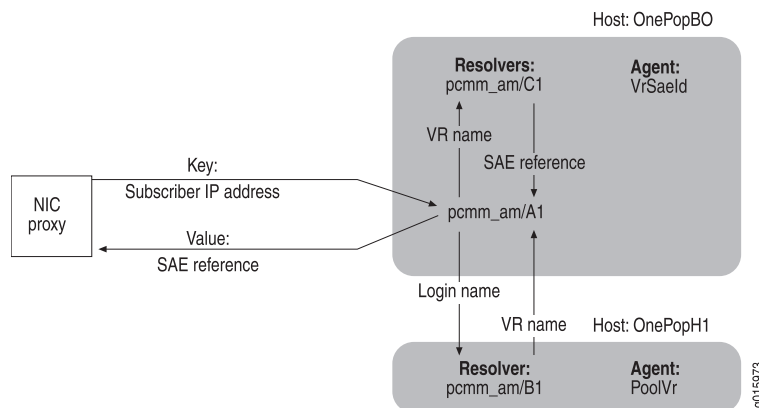 Host: OnePopBO
Resolvers:
pcmm_am/C1
Agent:
VrSaeId
VR name
SAE reference
Key:
Subscriber IP address
NIC
proxy
pcmm_am/A1
Value:
SAE reference
Login name
VR name
Host: OnePopH1
Resolver:
pcmm_am/B1
Agent:
PoolVr
g015973